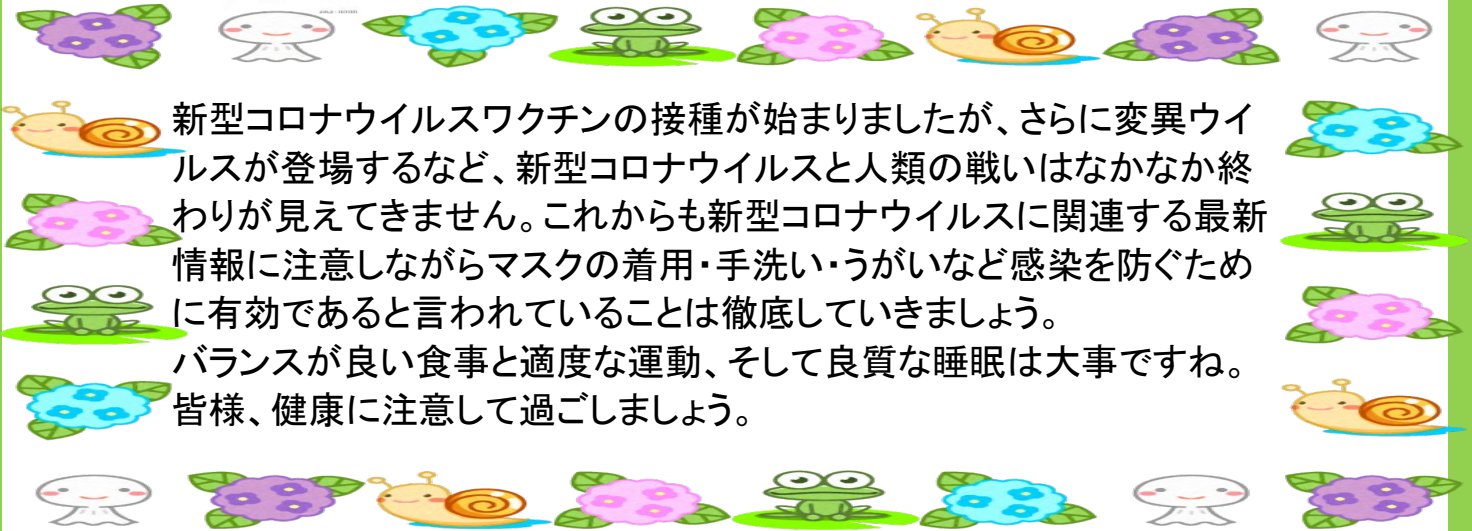 新型コロナウイルスワクチンの接種が始まりましたが、さらに変異ウイ
ルスが登場するなど、新型コロナウイルスと人類の戦いはなかなか終
わりが見えてきません。これからも新型コロナウイルスに関連する最新
情報に注意しながらマスクの着用・手洗い・うがいなど感染を防ぐため
に有効であると言われていることは徹底していきましょう。
バランスが良い食事と適度な運動、そして良質な睡眠は大事ですね。
皆様、健康に注意して過ごしましょう。